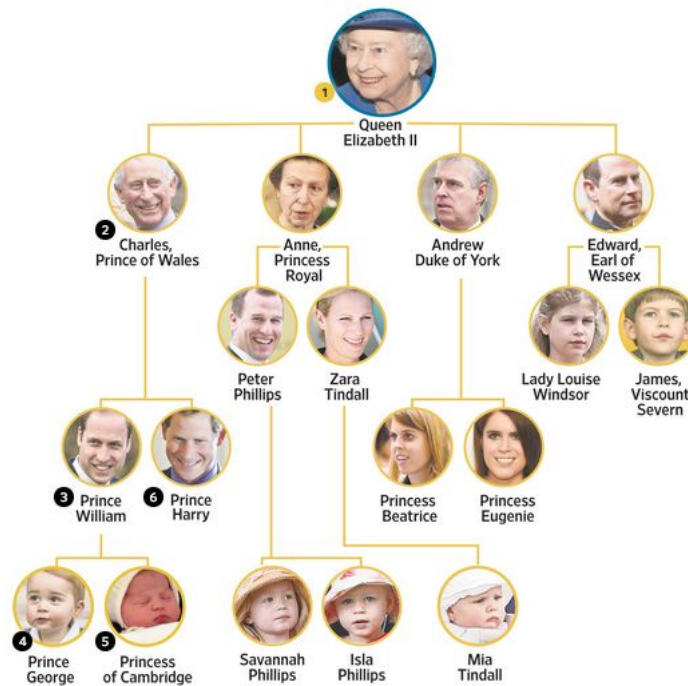 1
Queen
Elizabeth II
2
Charles,
Prince of Wales
Anne,
Princess
Royal
Andrew
Duke of York
Edward,
Earl of
Wessex
Peter
Phillips
Zara
Tindall
Lady Louise
Windsor
James,
Viscount
Severn
3
Prince
William
6
Prince
Harry
Princess
Beatrice
Princess
Eugenie
4
Prince
George
5
Princess
of Cambridge
Savannah
Phillips
Isla
Phillips
Mia
Tindall